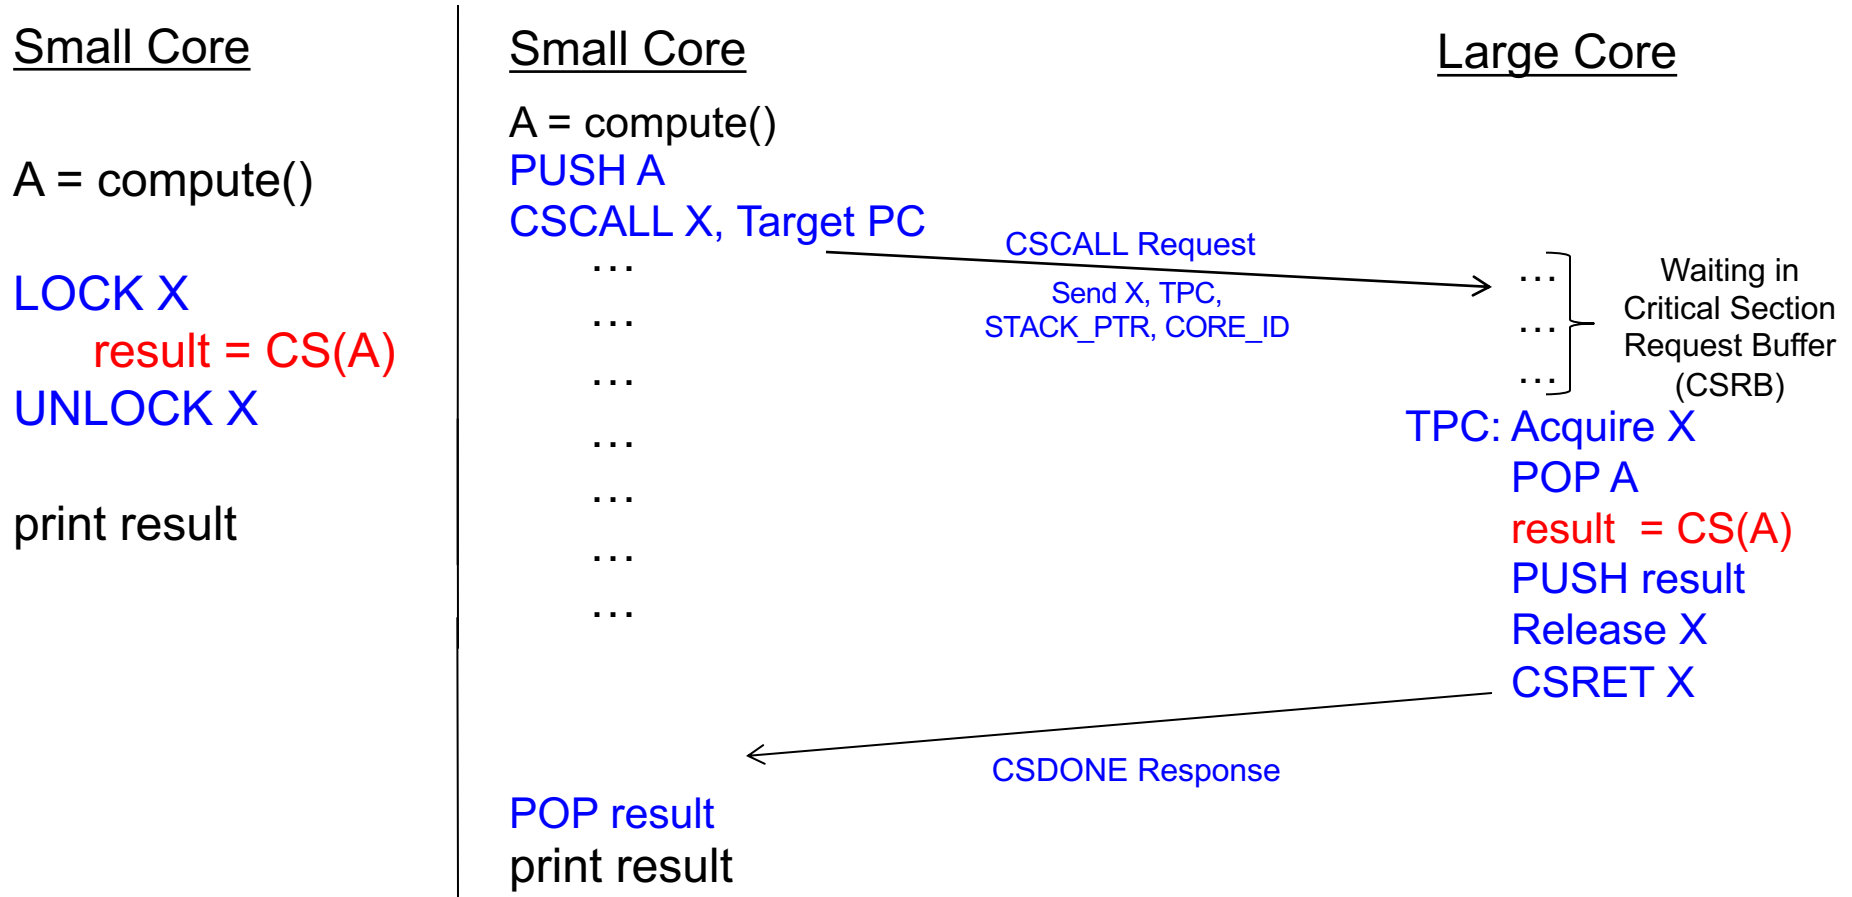 Small Core
A = compute()
LOCK X
result = CS(A)
UNLOCK X
print result
Small Core
A = compute()
PUSH A
CSCALL X, Target PC
…
…
…
…
…
…
…
POP result
print result
CSCALL Request
Send X, TPC,
STACK_PTR, CORE_ID
CSDONE Response
Large Core
…
…
…
Waiting in
Critical Section
Request Buffer
(CSRB)
TPC: Acquire X
POP A
result = CS(A)
PUSH result
Release X
CSRET X